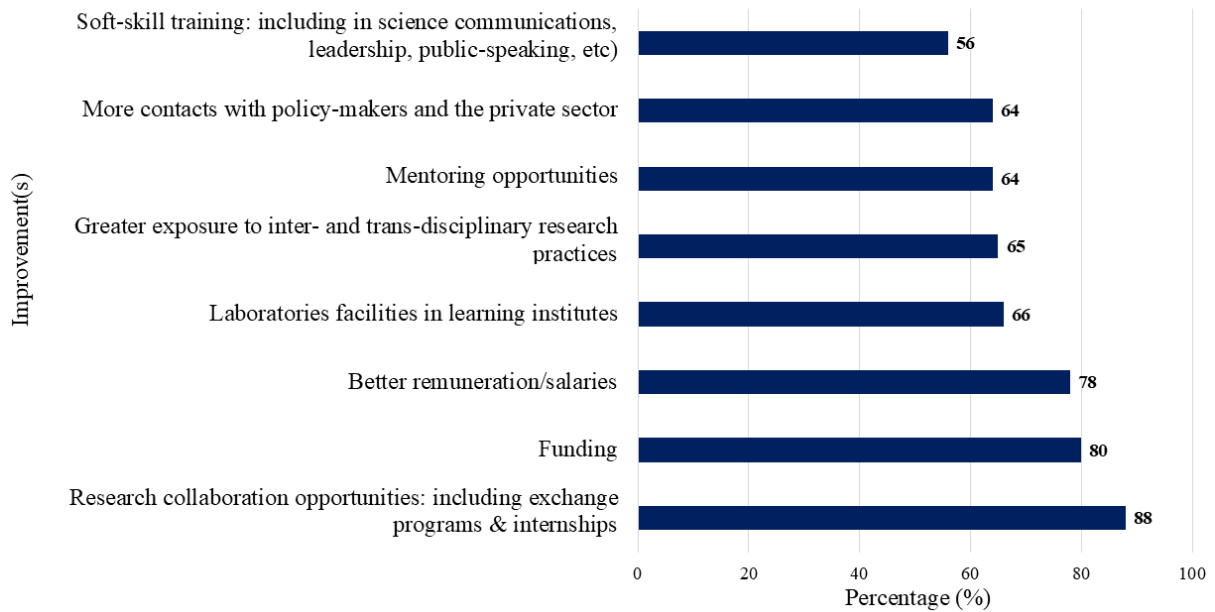 Improvement(s)
Soft-skill training: including in science communications,
leadership, public-speaking, etc)
56
More contacts with policy-makers and the private sector
64
Mentoring opportunities
64
Greater exposure to inter- and trans-disciplinary research
practices
65
Laboratories facilities in learning institutes
66
Better remuneration/salaries
78
Funding
80
Research collaboration opportunities: including exchange
programs & internships
88
0 20 40 60 80 100
Percentage (%)